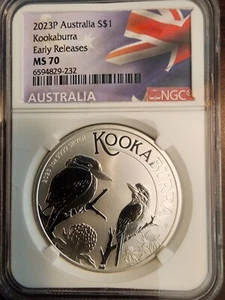 2023P Australia S$1
Kookaburra
Early Releases
MS 70
6594829-232
AUSTRALIA
NGC
KOOKABURRA